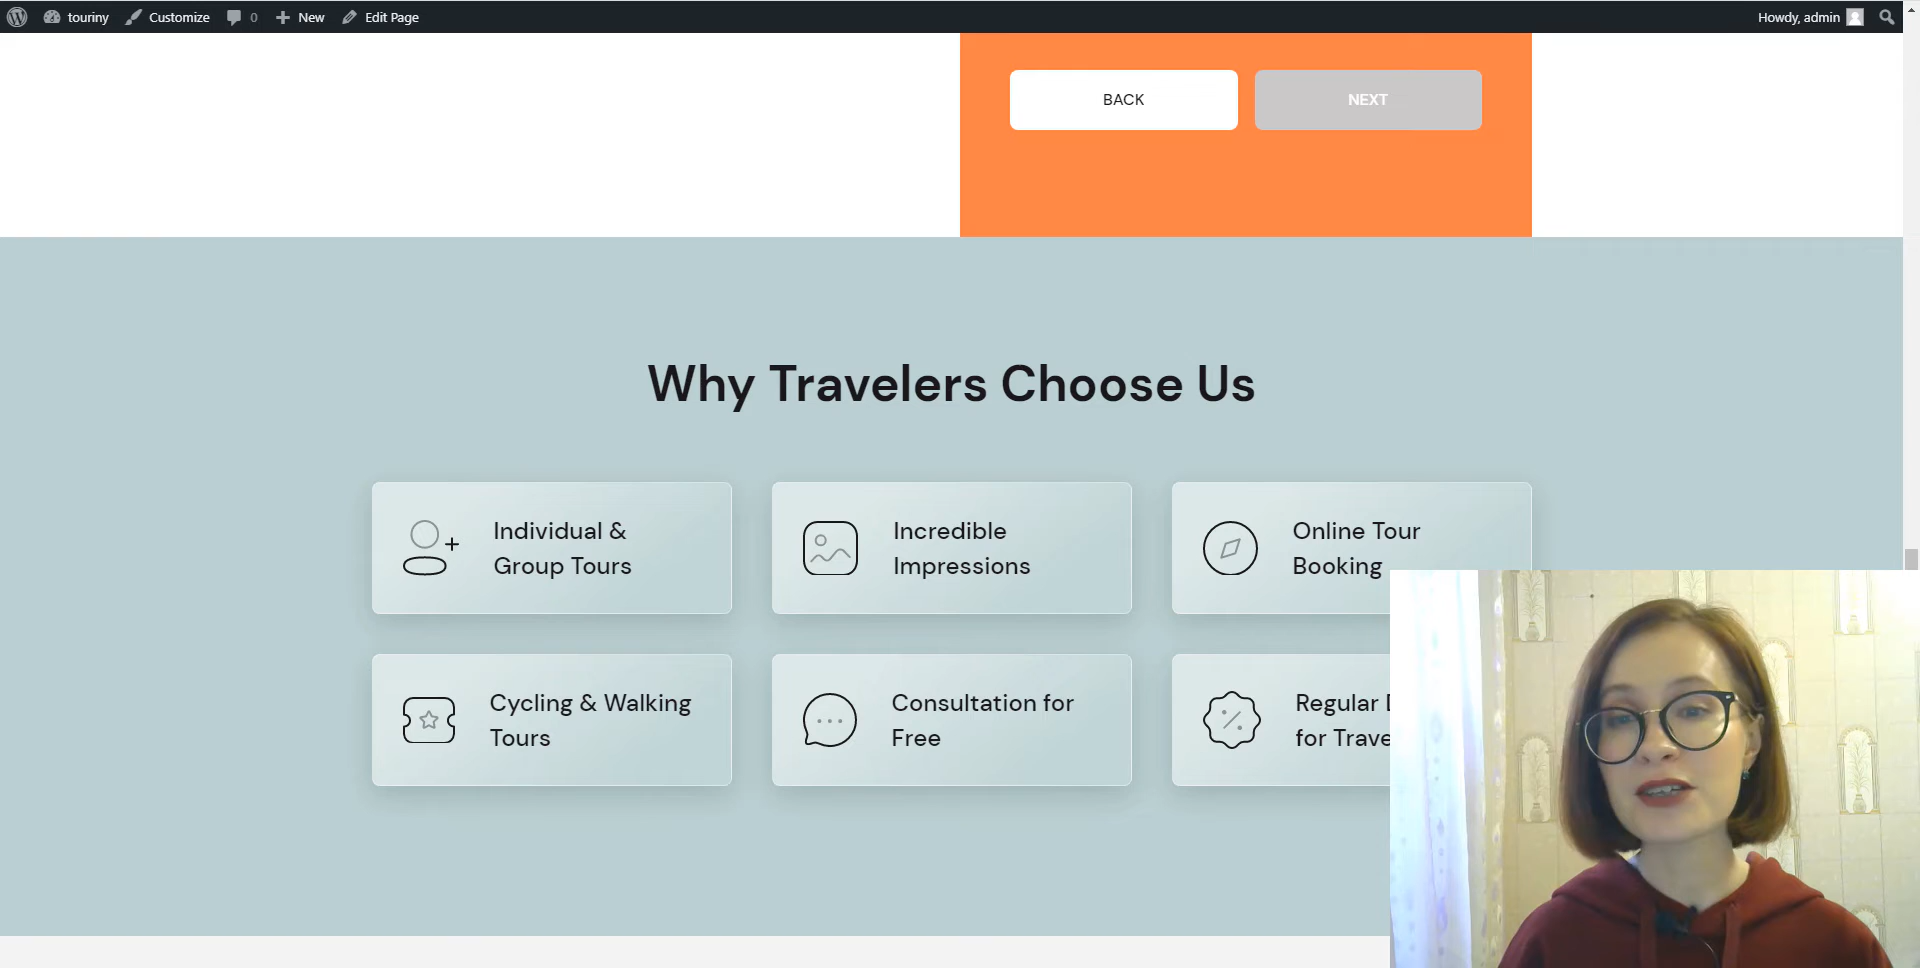 touriny Customize 0 New Edit Page Howdy, admin
BACK NEXT
Why Travelers Choose Us
Individual &
Group Tours
Incredible
Impressions
Online Tour
Booking
Cycling & Walking
Tours
Consultation for
Free
Regular
for